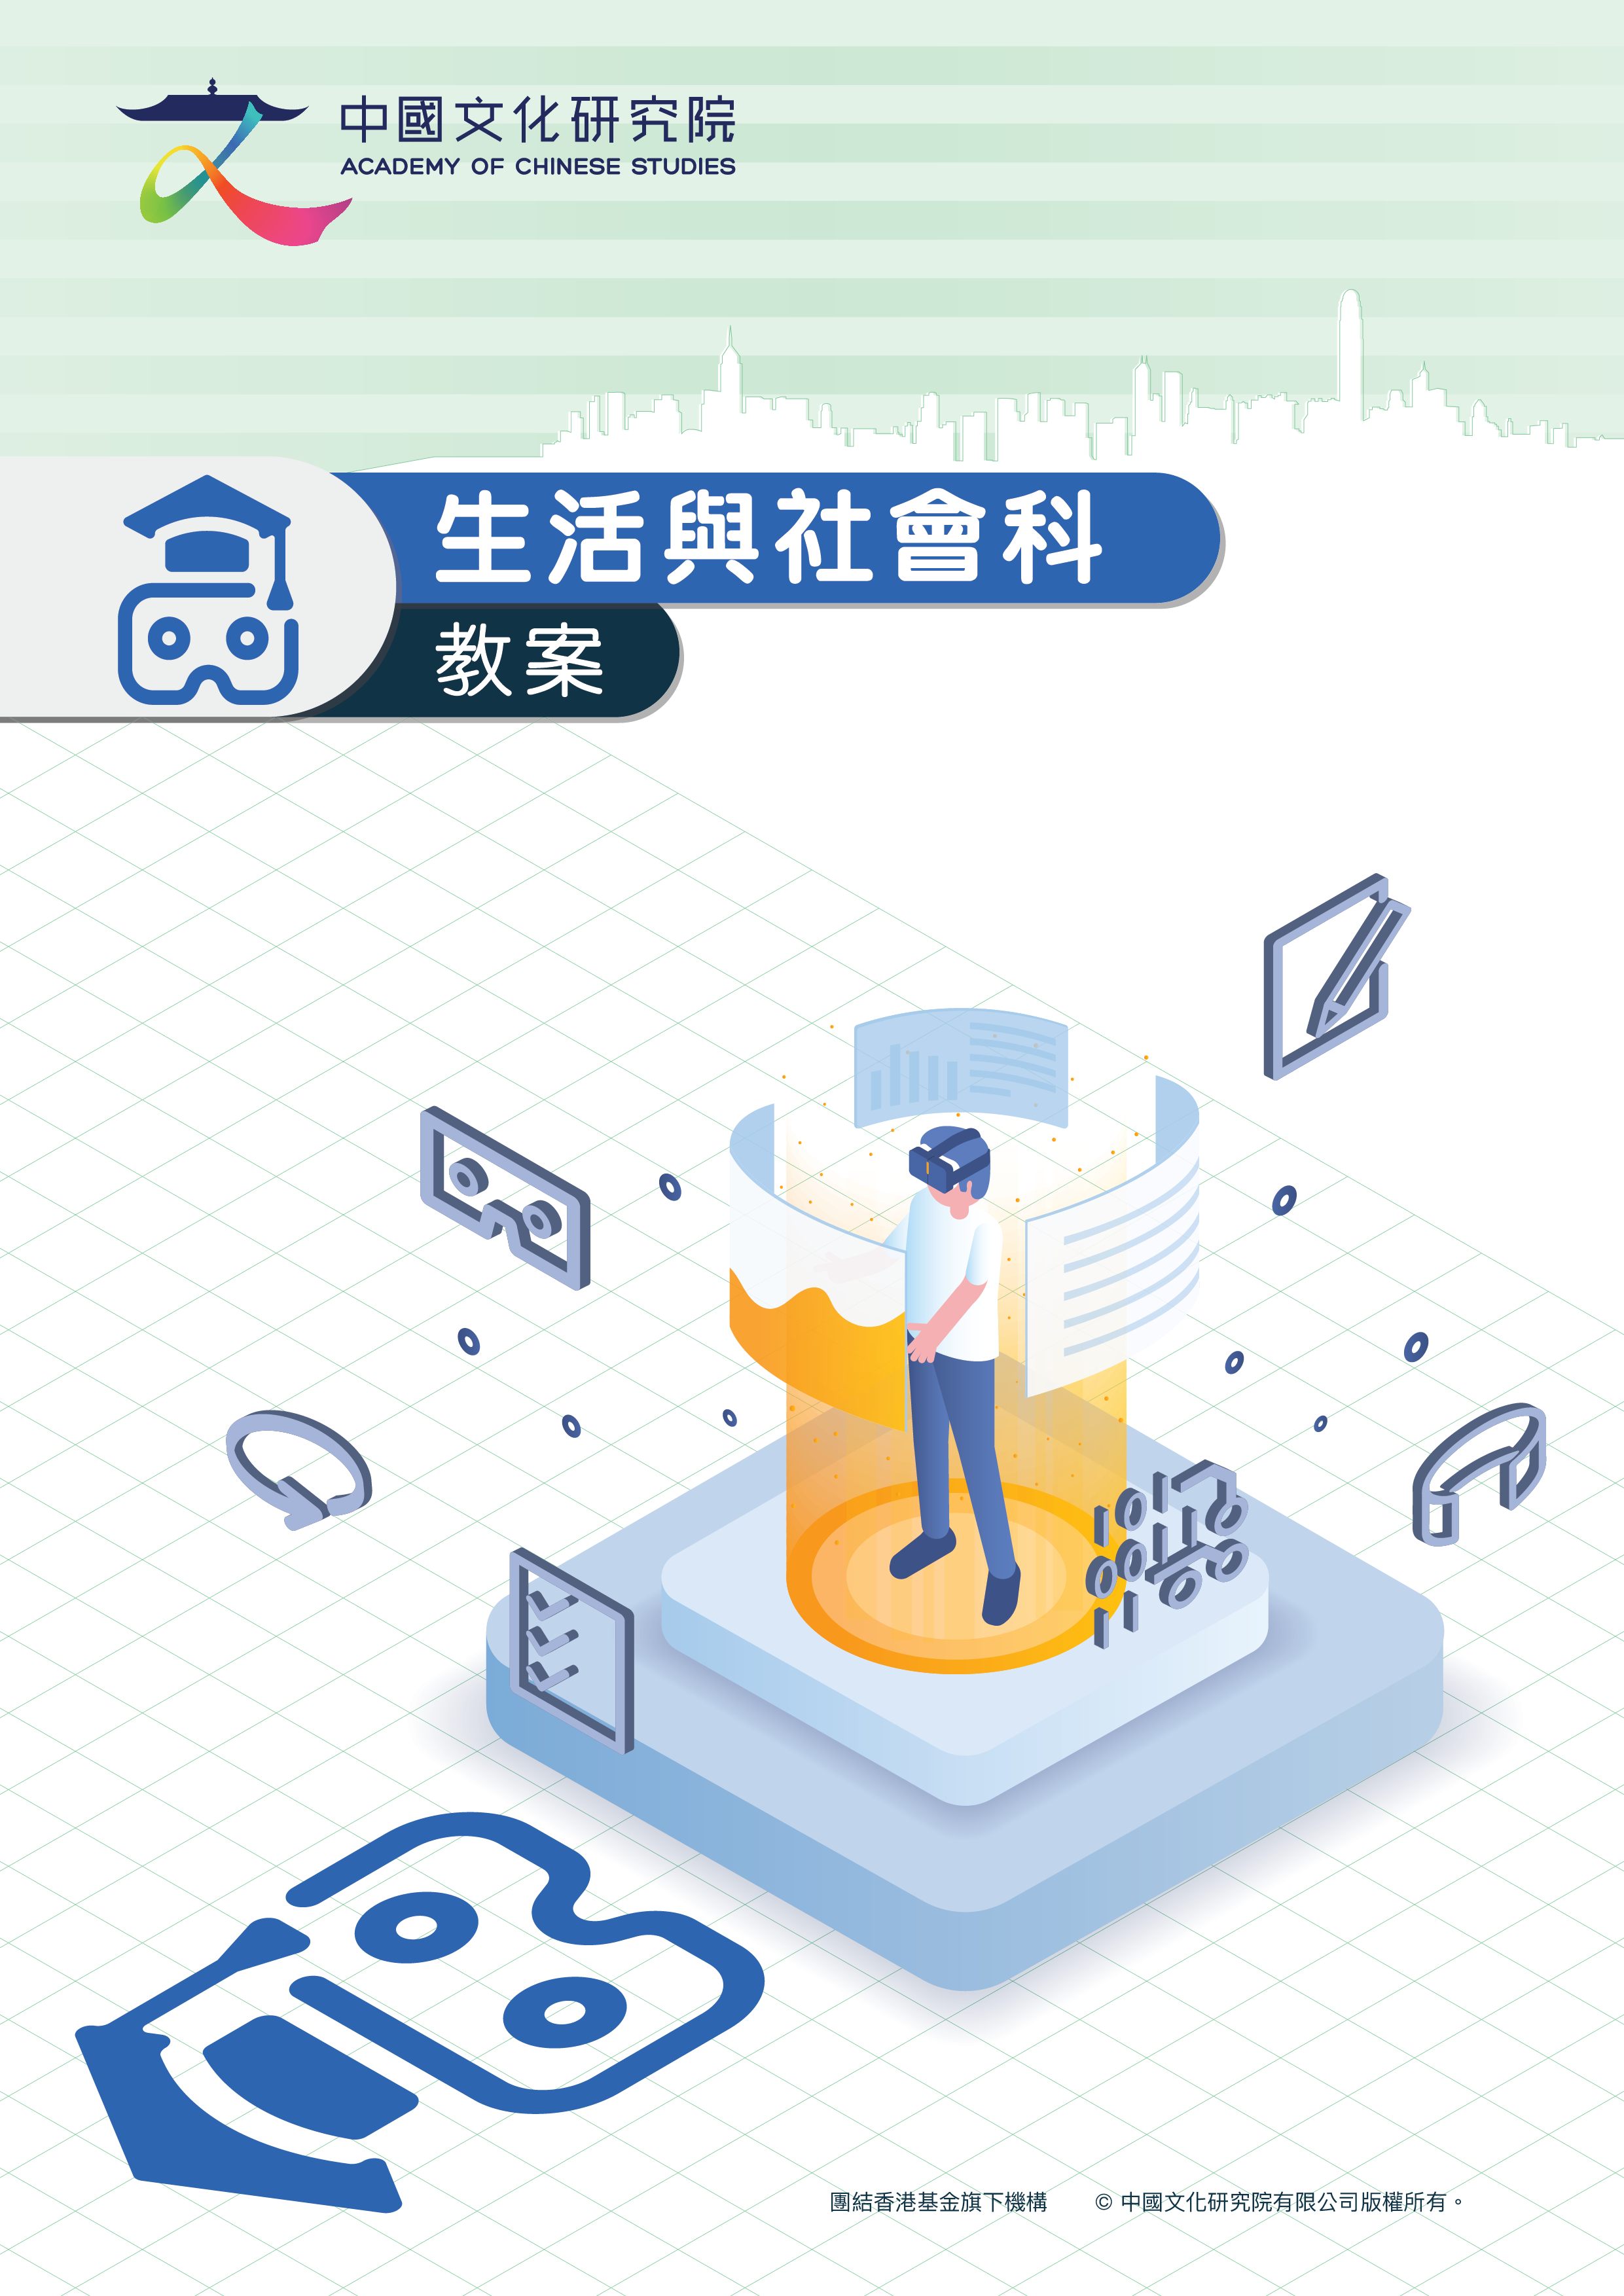 中國文化研究院
ACADEMY OF CHINESE STUDIES
生活與社會科
教案
團結香港基金旗下機構 © 中國文化研究院有限公司版權所有。